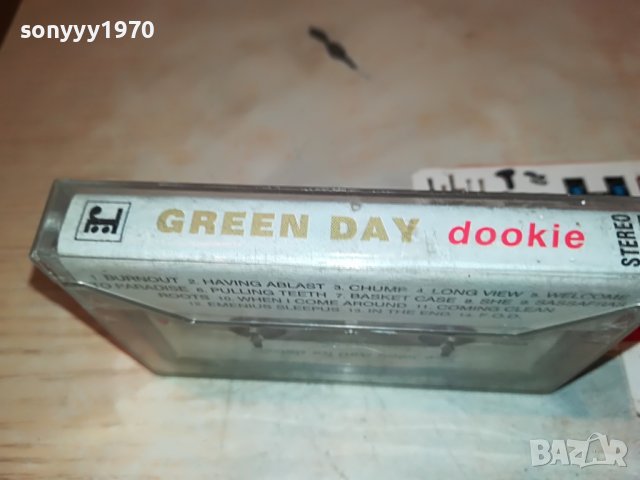 sonyyy1970
r
GREEN DAY dookie STEREO
1. BURNOUT 2. HAVING ABLAST 3. CHUMP 4. LONG VIEW 5. WELCOME
TO PARADISE 6. PULLING TEETH 7. BASKET CASE 8. SHE 9. SASSAFRAS
ROOTS 10. WHEN I COME AROUND 11. COMING CLEAN
12. EMENIUS SLEEPUS 13. IN THE END 14. F.O.D.
BAZAR